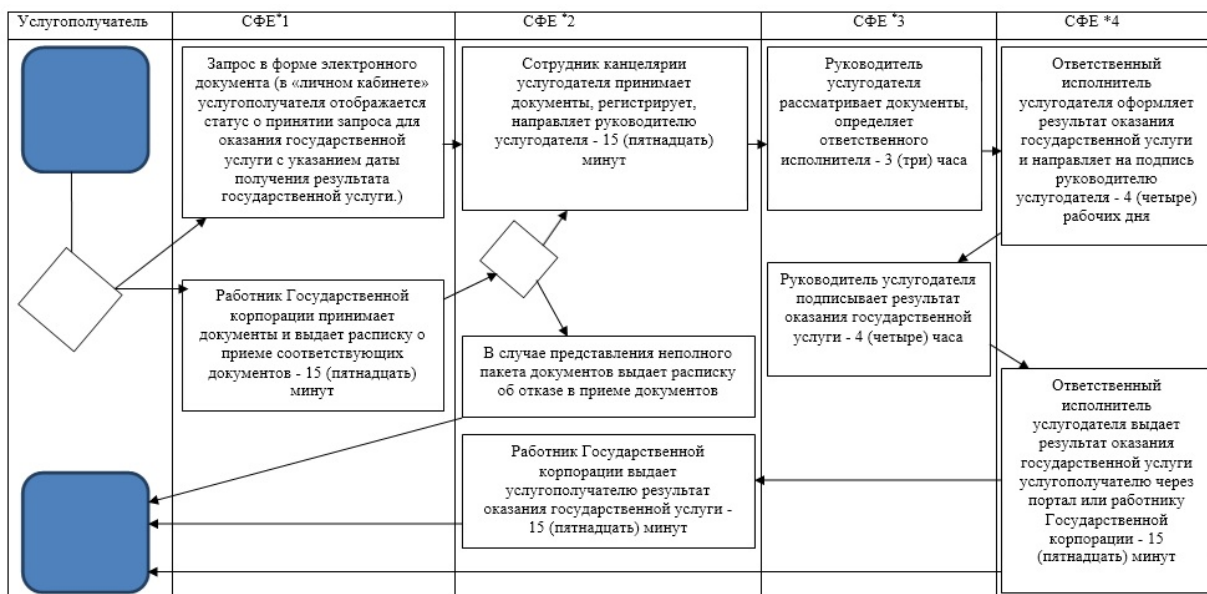 Услугополучатель
СФЕ*1
СФЕ *2
СФЕ *3
СФЕ *4
Запрос в форме электронного
документа (в «личном кабинете»
услугополучателя отображается
статус о принятии запроса для
оказания государственной
услуги с указанием даты
получения результата
государственной услуги.)
Сотрудник канцелярии
услугодателя принимает
документы, регистрирует,
направляет руководителю
услугодателя - 15 (пятнадцать)
минут
Руководитель
услугодателя
рассматривает документы,
определяет
ответственного
исполнителя - 3 (три) часа
Ответственный
исполнитель
услугодателя оформляет
результат оказания
государственной услуги
и направляет на подпись
руководителю
услугодателя - 4 (четыре)
рабочих дня
Работник Государственной
корпорации принимает
документы и выдает расписку о
приеме соответствующих
документов - 15 (пятнадцать)
минут
Руководитель услугодателя
подписывает результат
оказания государственной
услуги - 4 (четыре) часа
В случае представления неполного
пакета документов выдает расписку
об отказе в приеме документов
Ответственный
исполнитель
услугодателя выдает
результат оказания
государственной услуги
услугополучателю через
портал или работнику
Государственной
корпорации - 15
(пятнадцать) минут
Работник Государственной
корпорации выдает
услугополучателю результат
оказания государственной услуги -
15 (пятнадцать) минут